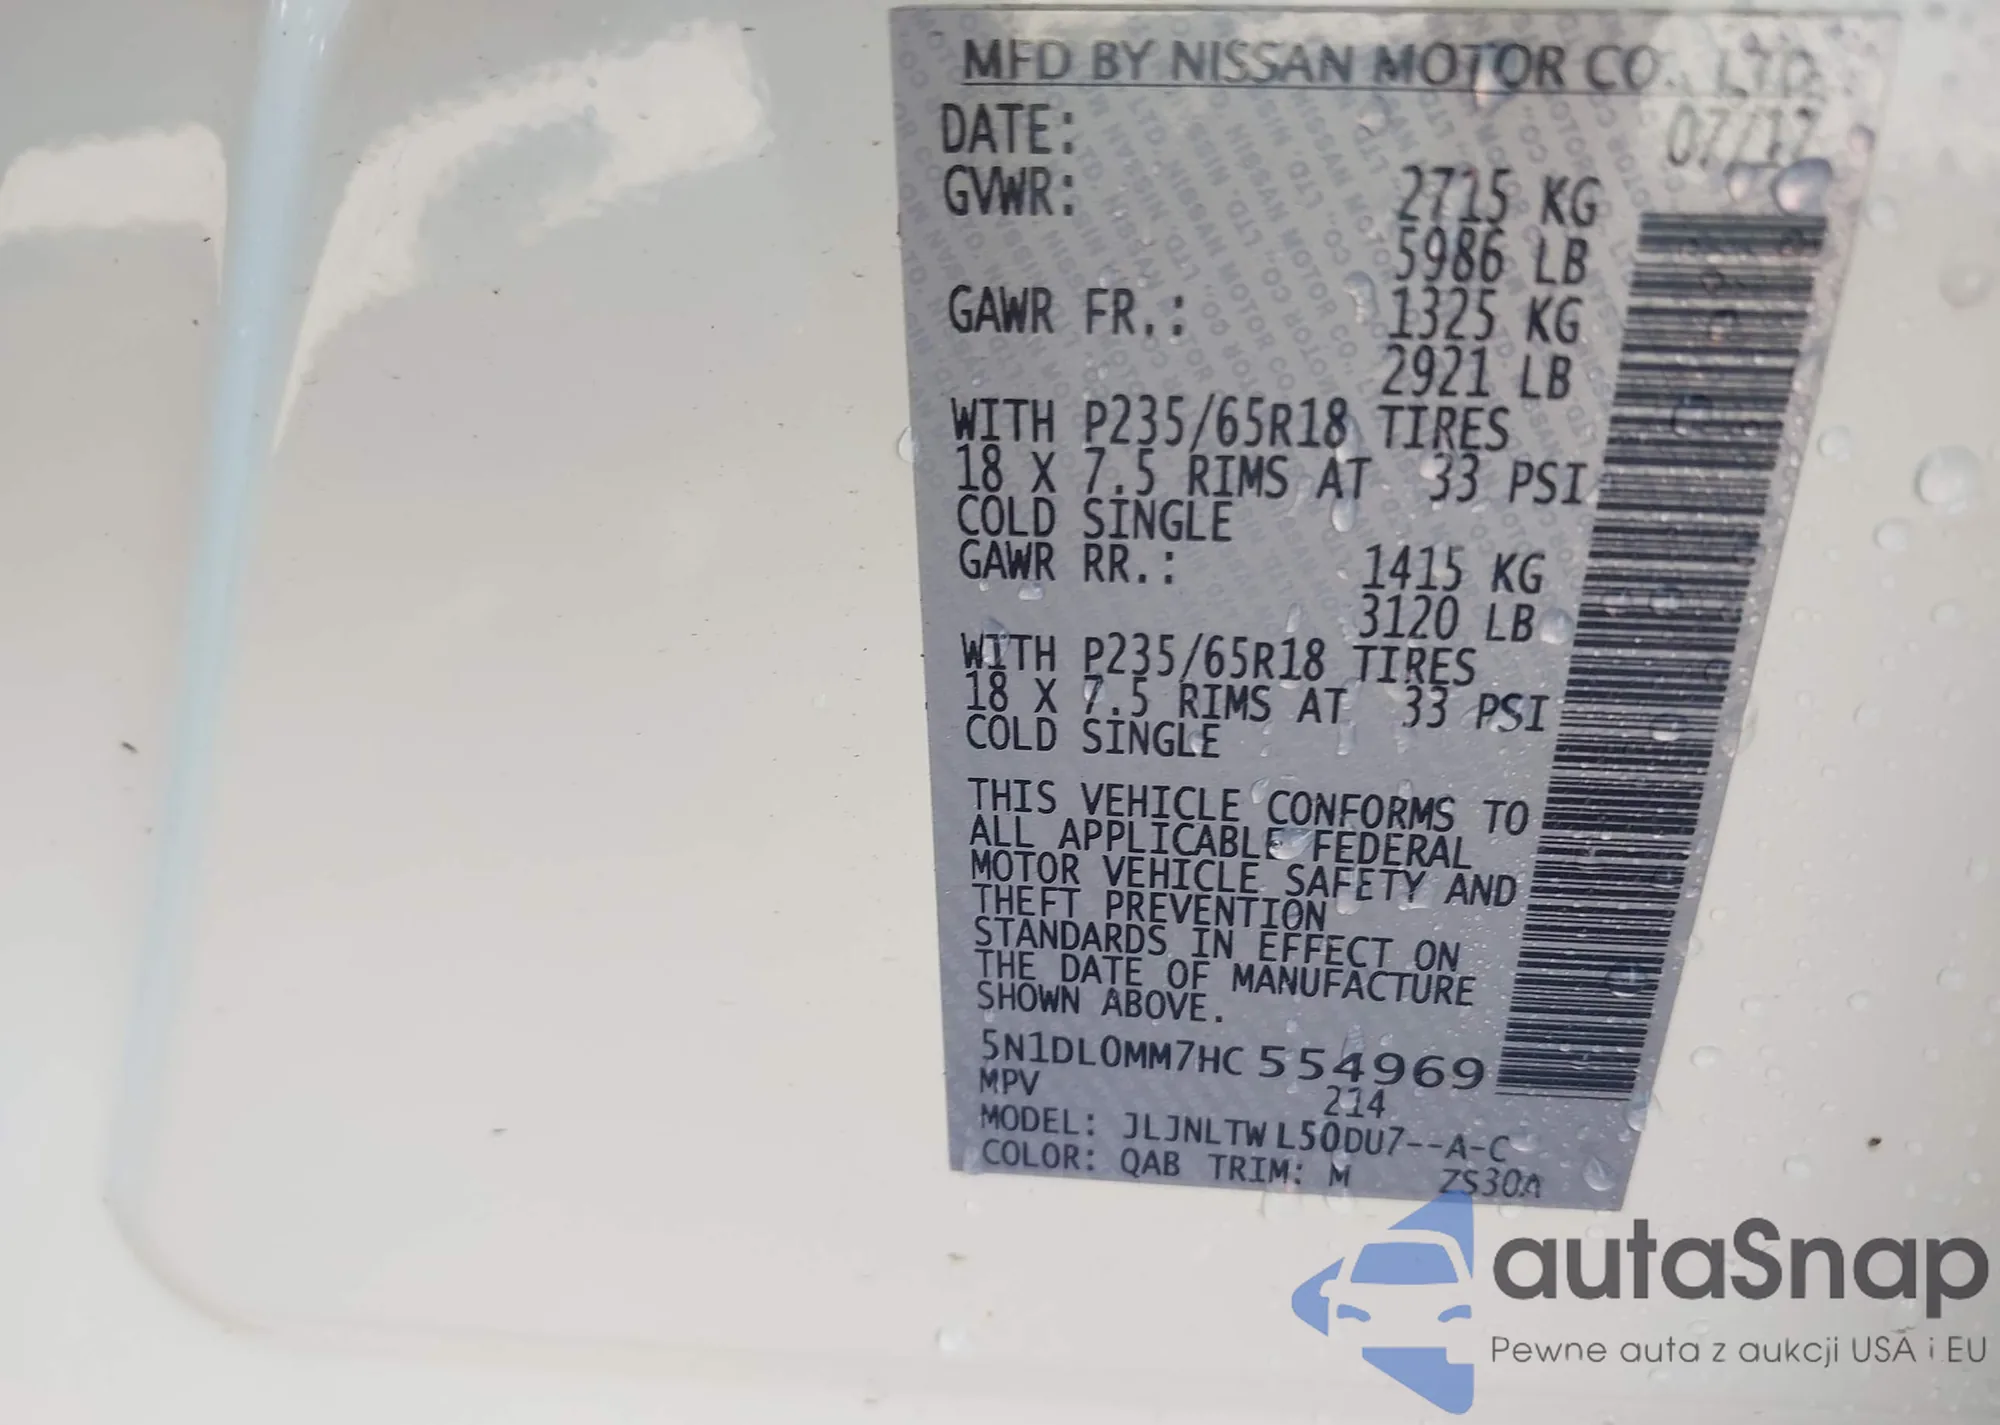 MFD BY NISSAN MOTOR CO., LTD.
DATE: 07/17
GVWR: 2715 KG
5986 LB
GAWR FR.: 1325 KG
2921 LB
WITH P235/65R18 TIRES
18 X 7.5 RIMS AT 33 PSI
COLD SINGLE
GAWR RR.: 1415 KG
3120 LB
WITH P235/65R18 TIRES
18 X 7.5 RIMS AT 33 PSI
COLD SINGLE
THIS VEHICLE CONFORMS TO
ALL APPLICABLE FEDERAL
MOTOR VEHICLE SAFETY AND
THEFT PREVENTION
STANDARDS IN EFFECT ON
THE DATE OF MANUFACTURE
SHOWN ABOVE.
5N1DL0MM7HC554969
MPV 214
MODEL: JLJNLTWL50DU7--A-C
COLOR: QAB TRIM: M ZS30A
autaSnap
Pewne auta z aukcji USA i EU